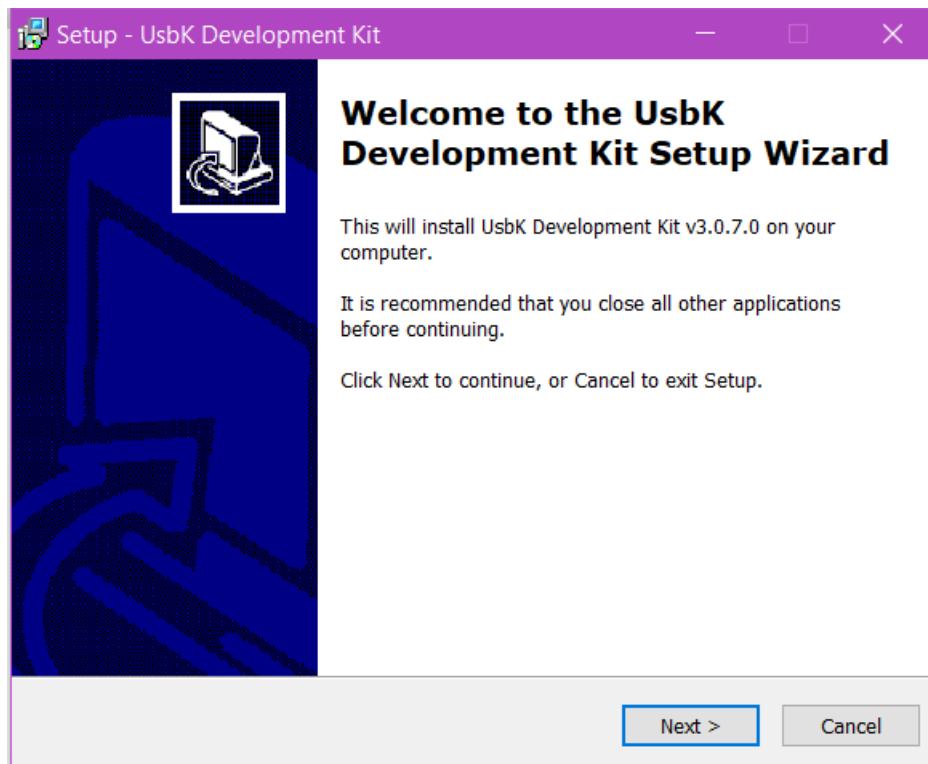 Setup - UsbK Development Kit
Welcome to the UsbK
Development Kit Setup Wizard
This will install UsbK Development Kit v3.0.7.0 on your
computer.
It is recommended that you close all other applications
before continuing.
Click Next to continue, or Cancel to exit Setup.
Next >
Cancel